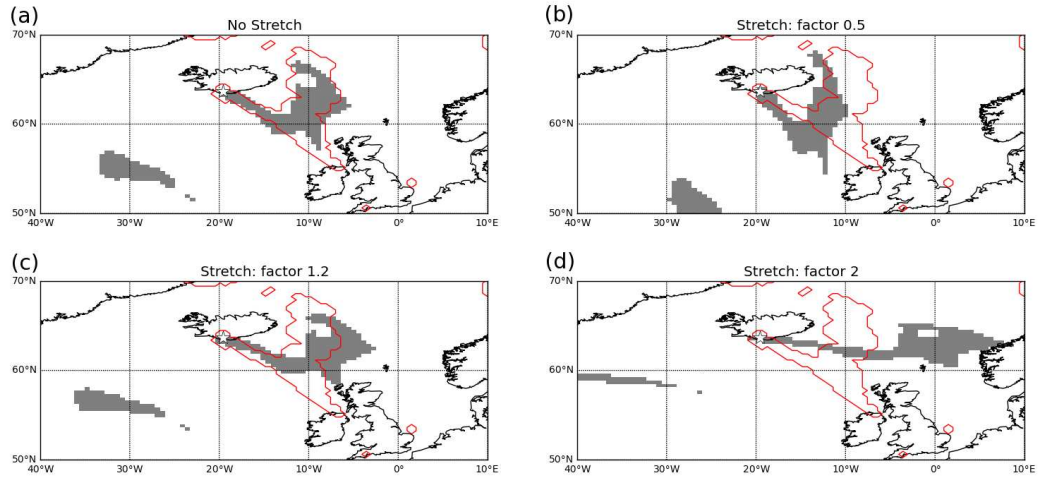 (a)
No Stretch
70°N
60°N
50°N
40°W 30°W 20°W 10°W 0° 10°E
(b)
Stretch: factor 0.5
70°N
60°N
50°N
40°W 30°W 20°W 10°W 0° 10°E
(c)
Stretch: factor 1.2
70°N
60°N
50°N
40°W 30°W 20°W 10°W 0° 10°E
(d)
Stretch: factor 2
70°N
60°N
50°N
40°W 30°W 20°W 10°W 0° 10°E